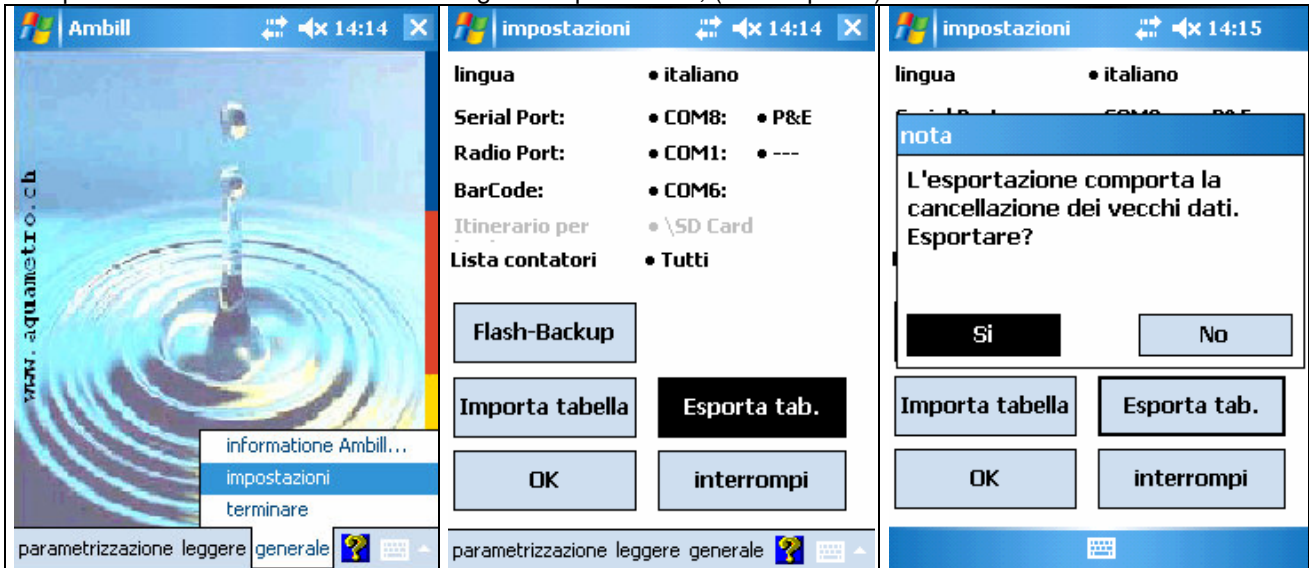 Ambill 14:14
www.aquametro.ch
informatione Ambill...
impostazioni
terminare
parametrizzazione leggere generale
impostazioni 14:14
lingua • italiano
Serial Port: • COM8: • P&E
Radio Port: • COM1: • ---
BarCode: • COM6:
Itinerario per • \SD Card
Lista contatori • Tutti
Flash-Backup
Importa tabella Esporta tab.
OK interrompi
parametrizzazione leggere generale
impostazioni 14:15
lingua • italiano
nota
L'esportazione comporta la
cancellazione dei vecchi dati.
Esportare?
Si No
Importa tabella Esporta tab.
OK interrompi